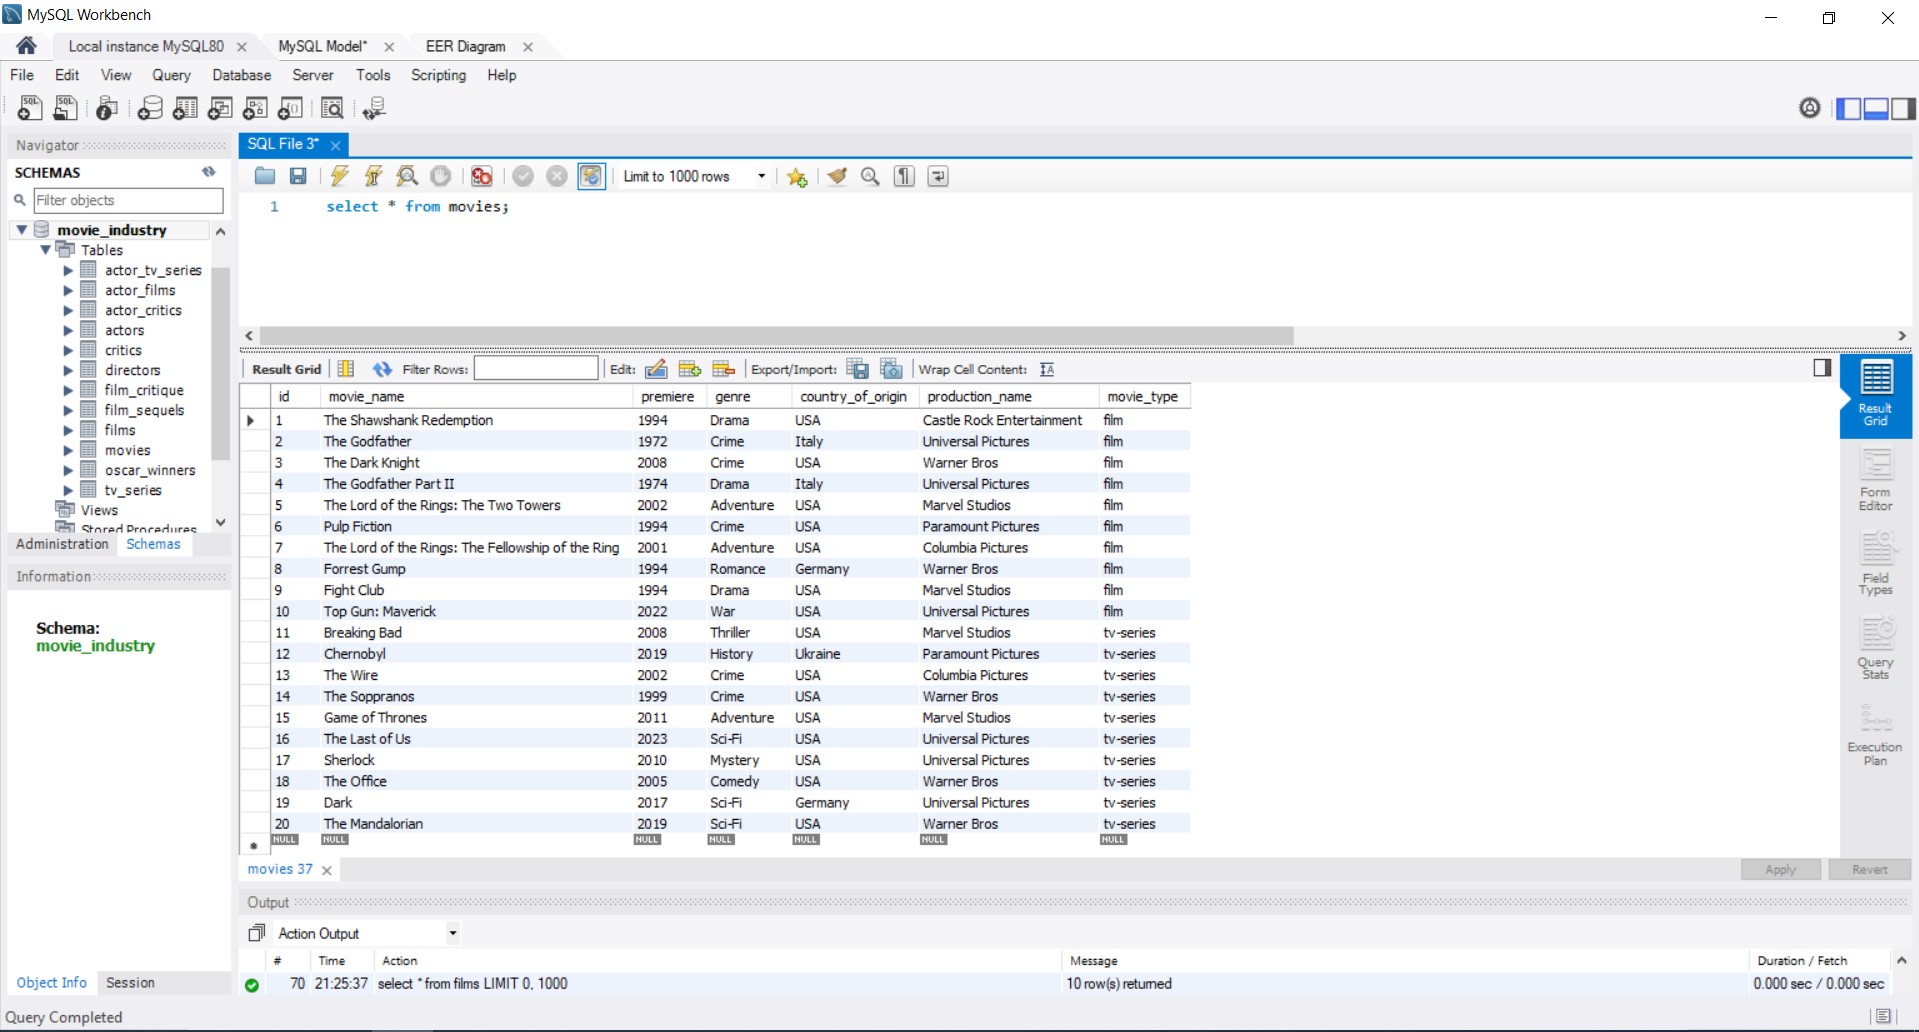 MySQL Workbench
Local instance MySQL80 MySQL Model* EER Diagram
File Edit View Query Database Server Tools Scripting Help
Navigator
SCHEMAS
Filter objects
movie_industry
Tables
actor_tv_series
actor_films
actor_critics
actors
critics
directors
film_critique
film_sequels
films
movies
oscar_winners
tv_series
Views
Stored Procedures
Administration Schemas
Information
Schema:
movie_industry
Object Info Session
SQL File 3*
Limit to 1000 rows
1 select * from movies;
Result Grid Filter Rows: Edit: Export/Import: Wrap Cell Content:
id movie_name premiere genre country_of_origin production_name movie_type
1 The Shawshank Redemption 1994 Drama USA Castle Rock Entertainment film
2 The Godfather 1972 Crime Italy Universal Pictures film
3 The Dark Knight 2008 Crime USA Warner Bros film
4 The Godfather Part II 1974 Drama Italy Universal Pictures film
5 The Lord of the Rings: The Two Towers 2002 Adventure USA Marvel Studios film
6 Pulp Fiction 1994 Crime USA Paramount Pictures film
7 The Lord of the Rings: The Fellowship of the Ring 2001 Adventure USA Columbia Pictures film
8 Forrest Gump 1994 Romance Germany Warner Bros film
9 Fight Club 1994 Drama USA Marvel Studios film
10 Top Gun: Maverick 2022 War USA Universal Pictures film
11 Breaking Bad 2008 Thriller USA Marvel Studios tv-series
12 Chernobyl 2019 History Ukraine Paramount Pictures tv-series
13 The Wire 2002 Crime USA Columbia Pictures tv-series
14 The Soppranos 1999 Crime USA Warner Bros tv-series
15 Game of Thrones 2011 Adventure USA Marvel Studios tv-series
16 The Last of Us 2023 Sci-Fi USA Universal Pictures tv-series
17 Sherlock 2010 Mystery USA Universal Pictures tv-series
18 The Office 2005 Comedy USA Warner Bros tv-series
19 Dark 2017 Sci-Fi Germany Universal Pictures tv-series
20 The Mandalorian 2019 Sci-Fi USA Warner Bros tv-series
NULL NULL NULL NULL NULL NULL NULL
Result
Grid
Form
Editor
Field
Types
Query
Stats
Execution
Plan
movies 37 Apply Revert
Output
Action Output
# Time Action Message Duration / Fetch
70 21:25:37 select * from films LIMIT 0, 1000 10 row(s) returned 0.000 sec / 0.000 sec
Query Completed